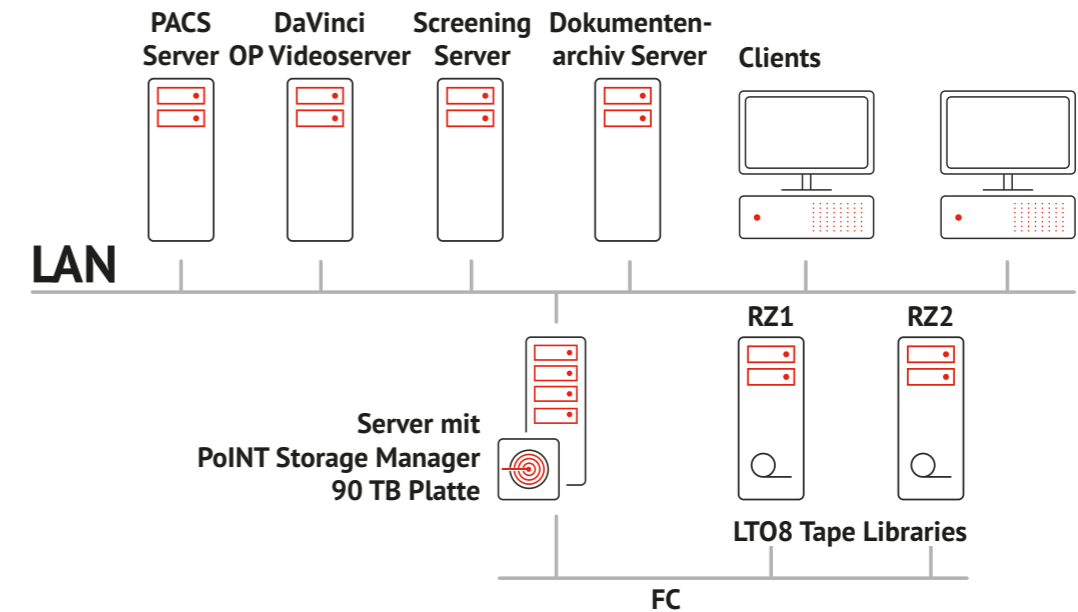 PACS
Server
DaVinci
OP Videoserver
Screening
Server
Dokumenten-
archiv Server
Clients
LAN
RZ1
RZ2
Server mit
PoINT Storage Manager
90 TB Platte
LTO8 Tape Libraries
FC